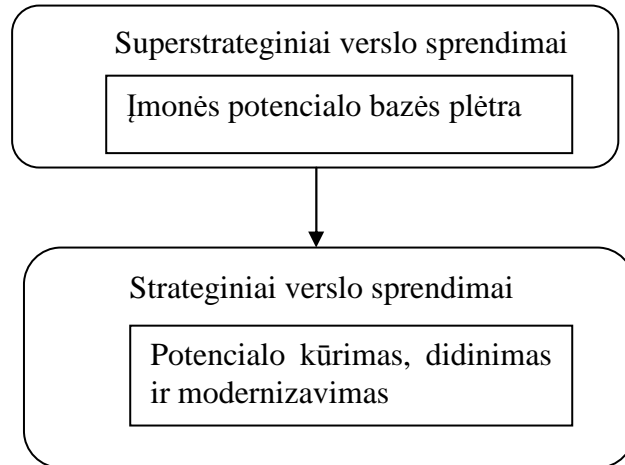 Superstrateginiai verslo sprendimai
Įmonės potencialo bazės plėtra
Strateginiai verslo sprendimai
Potencialo kūrimas, didinimas
ir modernizavimas